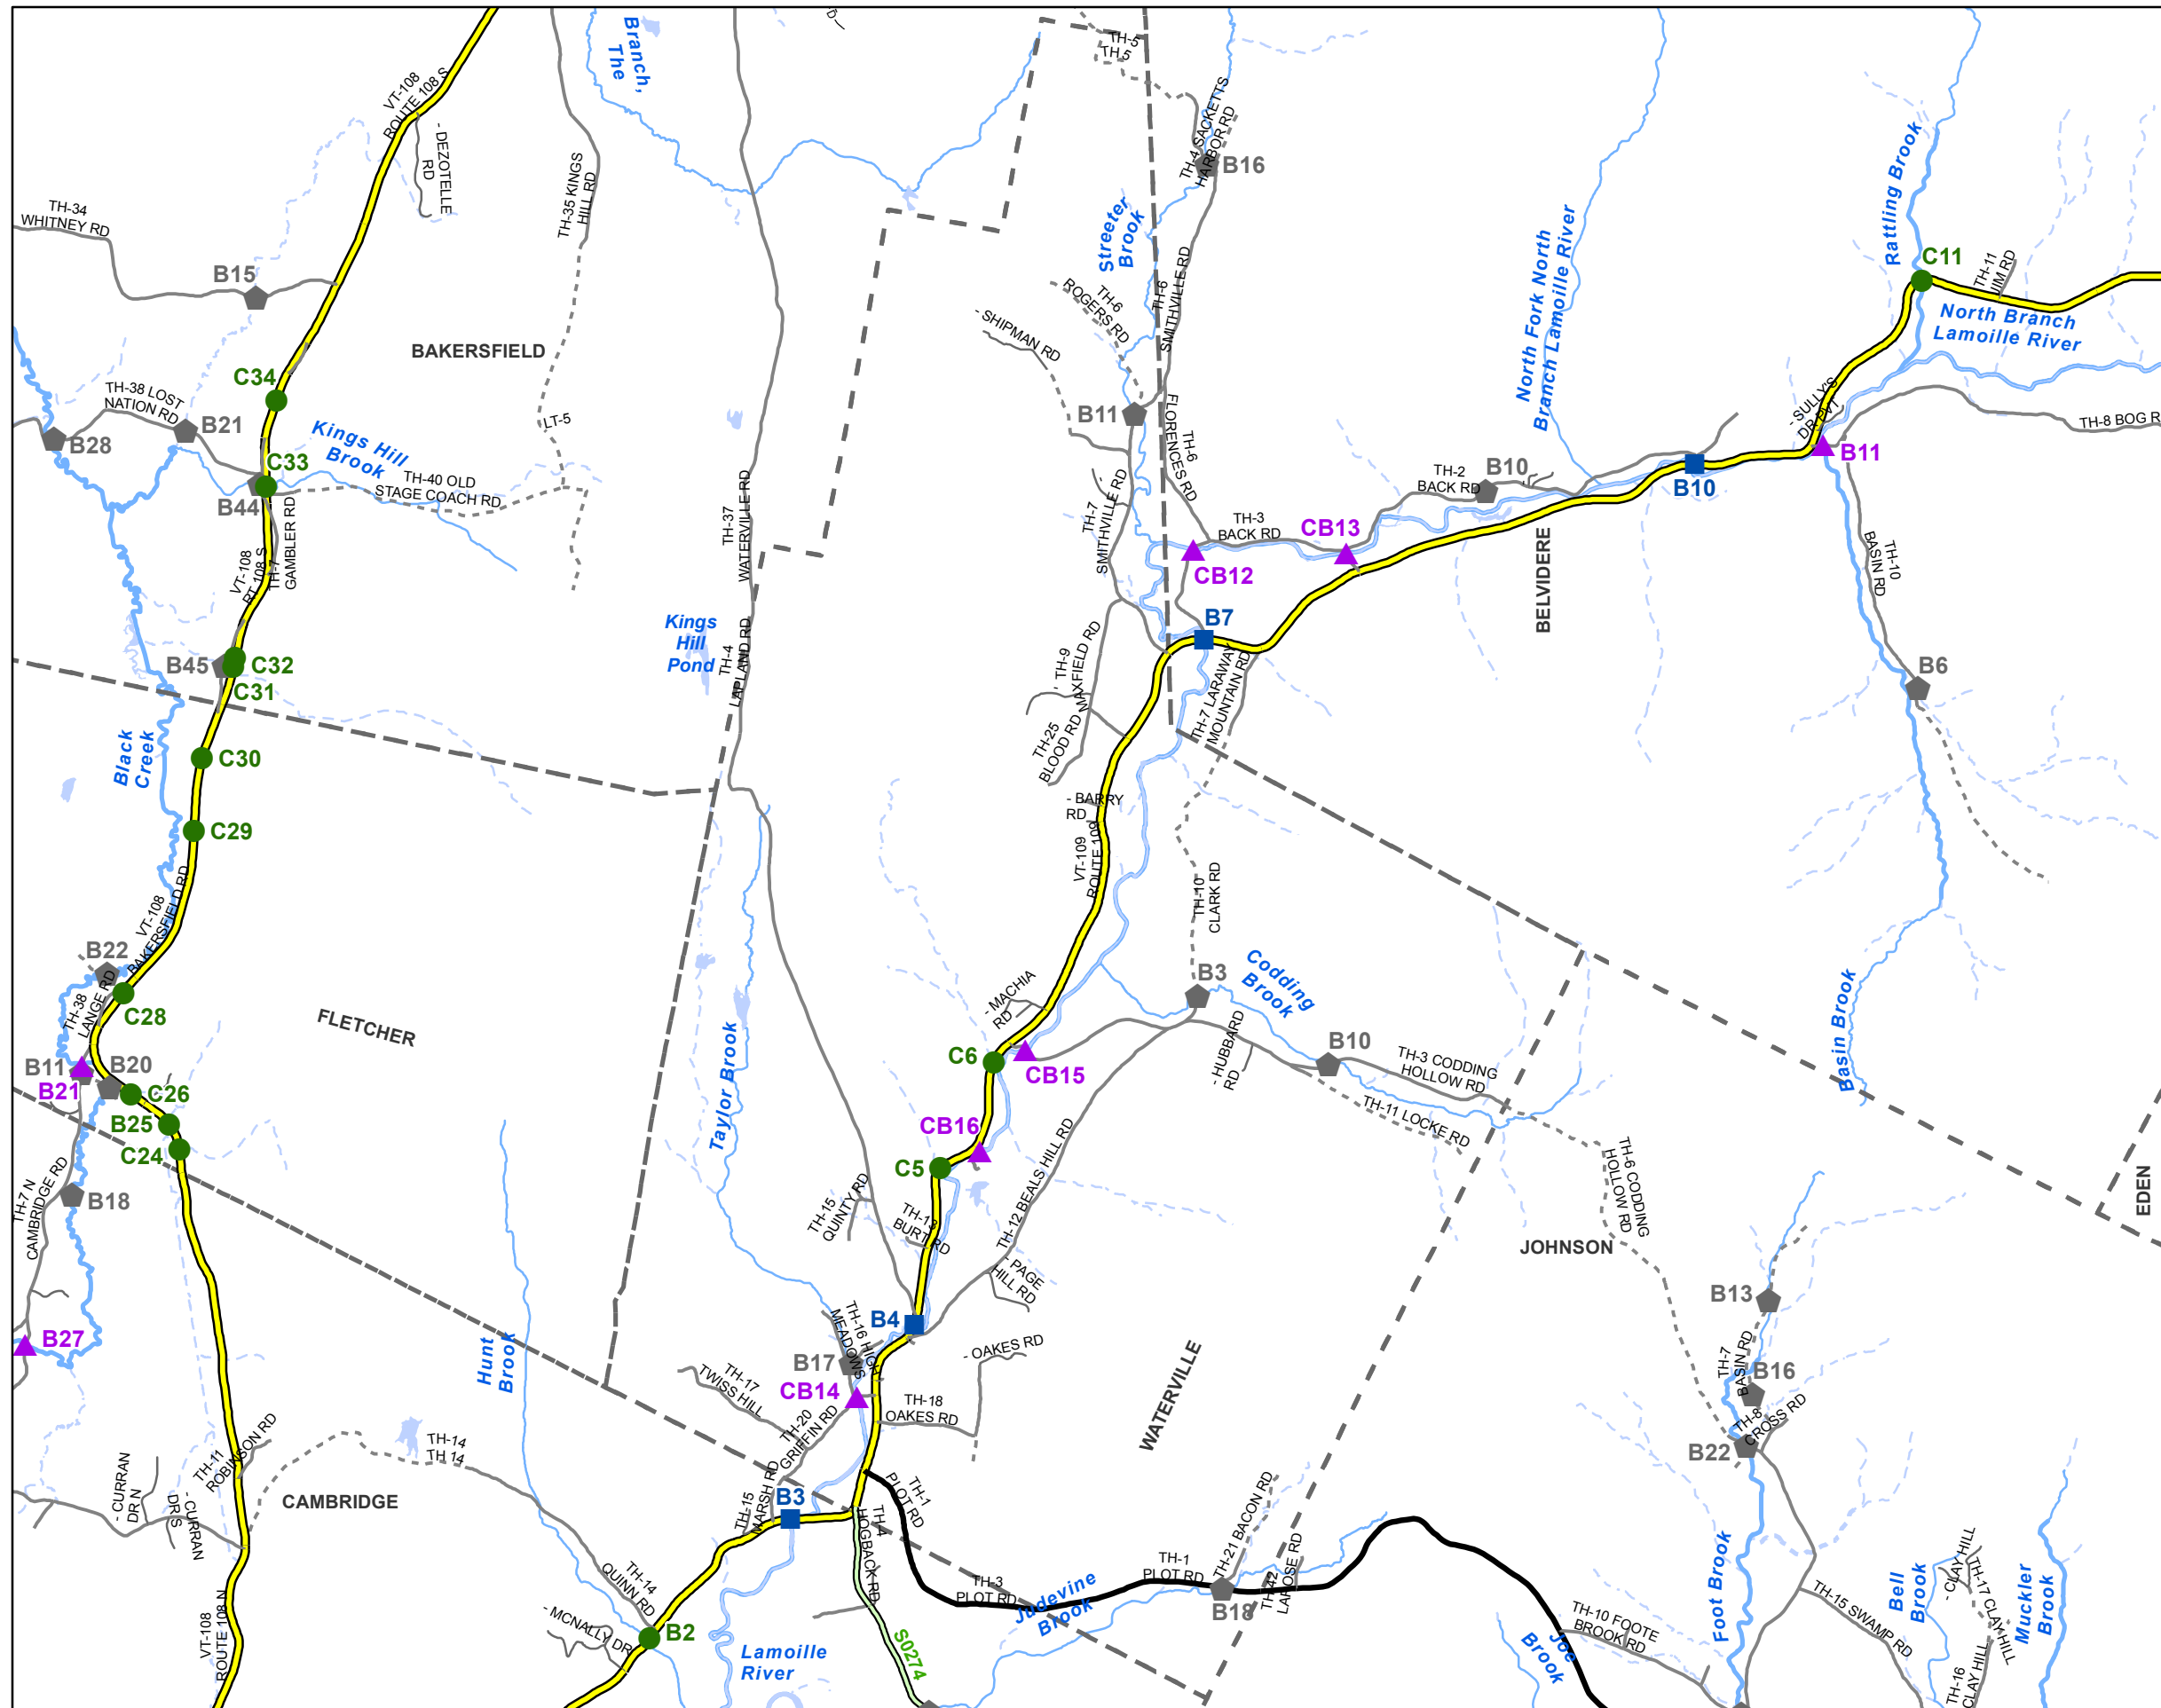 Branch,
The
TH-5
TH 5
VT-108
ROUTE 108 S
- DEZOTELLE
RD
TH-35 KINGS
HILL RD
TH-4 SACKETTS
HARBOR RD
B16
Rattling Brook
TH-34
WHITNEY RD
B15
Streeter
Brook
North Fork North
Branch Lamoille River
C11
TH-11
JIM RD
North Branch
Lamoille River
TH-6
ROGERS RD
TH-6
SMITHVILLE RD
- SHIPMAN RD
BAKERSFIELD
C34
TH-38 LOST
NATION RD
B21
B28
Kings Hill
Brook
LT-5
B11
TH-6
FLORENCES RD
- SULLY'S
DR PVT
TH-8 BOG R
B11
C33
B44
TH-40 OLD
STAGE COACH RD
TH-7
GAMBLER RD
VT-108
RT 108 S
TH-37
WATERVILLE RD
TH-7
SMITHVILLE RD
TH-2
BACK RD
B10
B10
TH-3
BACK RD
CB13
CB12
BELVIDERE
TH-10
BASIN RD
B7
Kings
Hill
Pond
TH-4
LAPLAND RD
TH-9
MAXFIELD RD
TH-7 LARAWAY
MOUNTAIN RD
B45
C32
C31
B6
Black
Creek
C30
TH-25
BLOOD RD
- BARRY
RD
C29
VT-109
ROUTE 109
TH-10
CLARK RD
VT-108
BAKERSFIELD RD
B22
TH-38
LANGE RD
C28
FLETCHER
Codding
Brook
B3
- MACHIA
RD
Basin Brook
Taylor Brook
C6
CB15
- HUBBARD
RD
B10
TH-3 CODDING
HOLLOW RD
TH-11 LOCKE RD
B11
B20
B21
C26
B25
C24
CB16
C5
TH-6 CODDING
HOLLOW RD
EDEN
TH-7 N
CAMBRIDGE RD
B18
TH-15
QUINTY RD
TH-13
BURT RD
TH-12 BEALS HILL RD
- PAGE
HILL RD
JOHNSON
B13
B27
Hunt
Brook
TH-16 HIGH
MEADOWS
B4
B17
CB14
- OAKES RD
TH-17
TWISS HILL
TH-20
GRIFFIN RD
TH-18
OAKES RD
WATERVILLE
TH-7
BASIN RD
B16
TH-8
CROSS RD
B22
TH-14
TH 14
TH-11
ROBINSON RD
- CURRAN
DR N
- CURRAN
DR S
CAMBRIDGE
TH-15
MARSH RD
B3
TH-1
PLOT RD
TH-4
HOGBACK RD
TH-14
QUINN RD
- MCNALLY DR
B2
VT-108
ROUTE 108 N
Lamoille
River
S0274
TH-3
PLOT RD
Judevine
Brook
TH-1
PLOT RD
TH-21 BACON RD
B18
TH-42
LAROSE RD
Foot Brook
TH-10 FOOTE
BROOK RD
Joe
Brook
TH-15 SWAMP RD
Bell
Brook
- CLAY HILL
TH-17 CLAY HILL
TH-16
CLAY HILL
Muckler
Brook